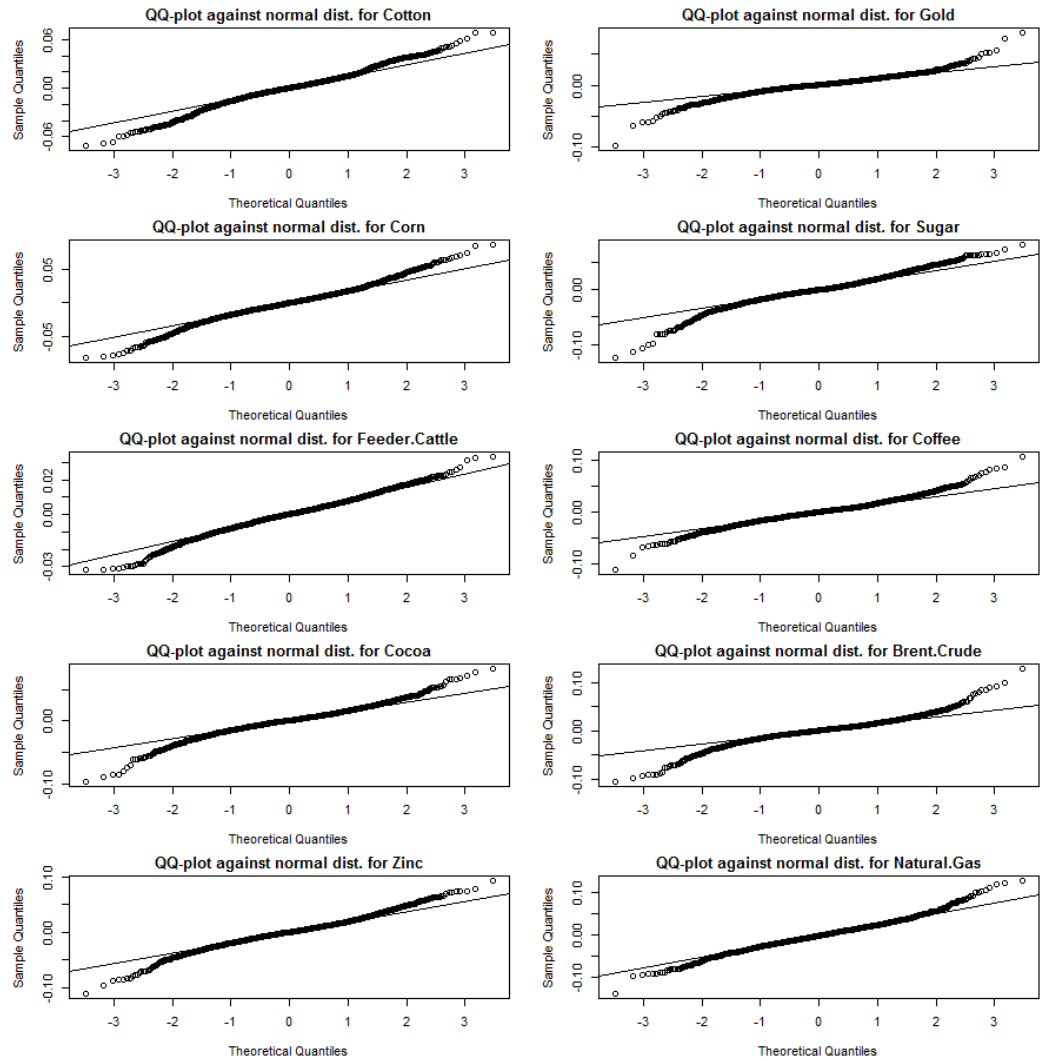 QQ-plot against normal dist. for Cotton
Sample Quantiles
-0.06 0.00 0.06
-3 -2 -1 0 1 2 3
Theoretical Quantiles
QQ-plot against normal dist. for Gold
Sample Quantiles
-0.10 0.00
-3 -2 -1 0 1 2 3
Theoretical Quantiles
QQ-plot against normal dist. for Corn
Sample Quantiles
-0.05 0.05
-3 -2 -1 0 1 2 3
Theoretical Quantiles
QQ-plot against normal dist. for Sugar
Sample Quantiles
-0.10 0.00
-3 -2 -1 0 1 2 3
Theoretical Quantiles
QQ-plot against normal dist. for Feeder.Cattle
Sample Quantiles
-0.03 0.00 0.02
-3 -2 -1 0 1 2 3
Theoretical Quantiles
QQ-plot against normal dist. for Coffee
Sample Quantiles
-0.10 0.00 0.10
-3 -2 -1 0 1 2 3
Theoretical Quantiles
QQ-plot against normal dist. for Cocoa
Sample Quantiles
-0.10 0.00
-3 -2 -1 0 1 2 3
Theoretical Quantiles
QQ-plot against normal dist. for Brent.Crude
Sample Quantiles
-0.10 0.00 0.10
-3 -2 -1 0 1 2 3
Theoretical Quantiles
QQ-plot against normal dist. for Zinc
Sample Quantiles
-0.10 0.00 0.10
-3 -2 -1 0 1 2 3
Theoretical Quantiles
QQ-plot against normal dist. for Natural.Gas
Sample Quantiles
-0.10 0.00 0.10
-3 -2 -1 0 1 2 3
Theoretical Quantiles